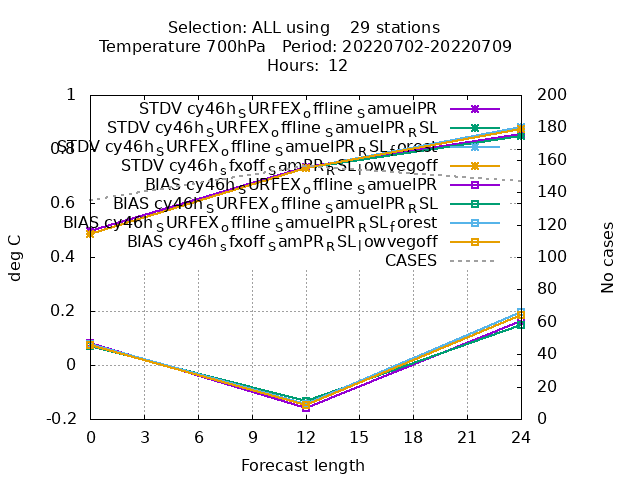 Selection: ALL using    29 stations
Temperature 700hPa   Period: 20220702-20220709
Hours:  12
1
0.8
0.6
0.4
0.2
0
-0.2
deg C
STDV cy46h_SURFEX_offline_SamuelPR
STDV cy46h_SURFEX_offline_SamuelPR_RSL
STDV cy46h_SURFEX_offline_SamuelPR_RSL_forest
STDV cy46h_sfxoff_SamPR_RSL_lowvegoff
BIAS cy46h_SURFEX_offline_SamuelPR
BIAS cy46h_SURFEX_offline_SamuelPR_RSL
BIAS cy46h_SURFEX_offline_SamuelPR_RSL_forest
BIAS cy46h_sfxoff_SamPR_RSL_lowvegoff
CASES
200
180
160
140
120
100
80
60
40
20
0
No cases
0 3 6 9 12 15 18 21 24
Forecast length